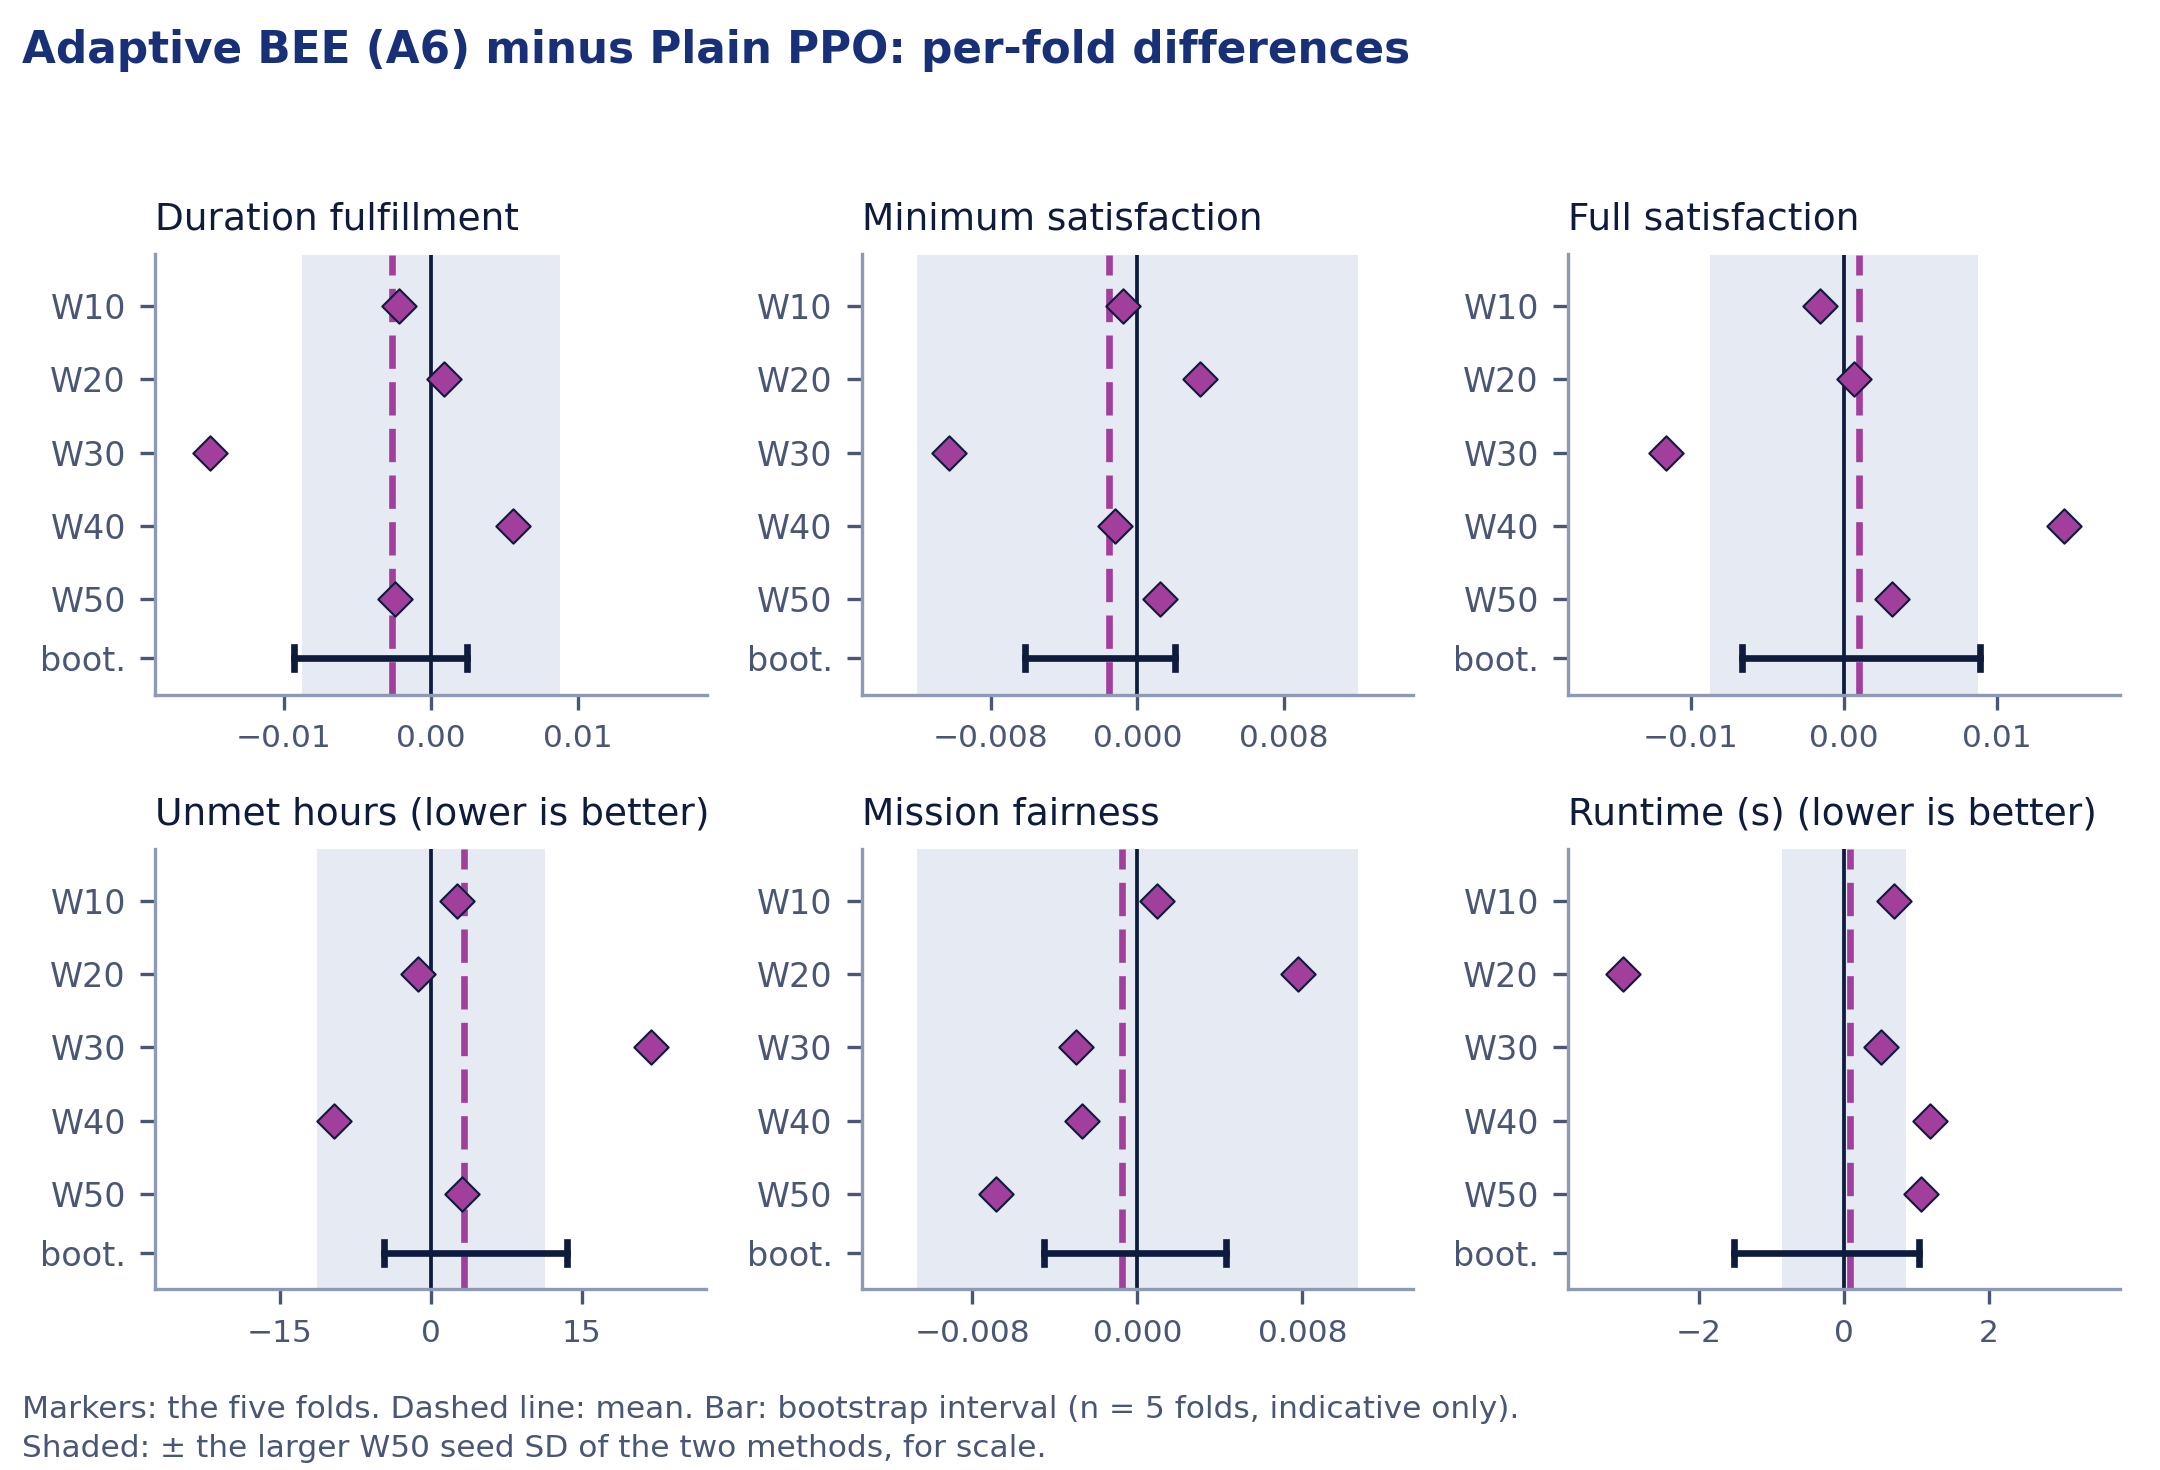 Adaptive BEE (A6) minus Plain PPO: per-fold differences
Duration fulfillment
W10
W20
W30
W40
W50
boot.
−0.01 0.00 0.01
Minimum satisfaction
W10
W20
W30
W40
W50
boot.
−0.008 0.000 0.008
Full satisfaction
W10
W20
W30
W40
W50
boot.
−0.01 0.00 0.01
Unmet hours (lower is better)
W10
W20
W30
W40
W50
boot.
−15 0 15
Mission fairness
W10
W20
W30
W40
W50
boot.
−0.008 0.000 0.008
Runtime (s) (lower is better)
W10
W20
W30
W40
W50
boot.
−2 0 2
Markers: the five folds. Dashed line: mean. Bar: bootstrap interval (n = 5 folds, indicative only).
Shaded: ± the larger W50 seed SD of the two methods, for scale.